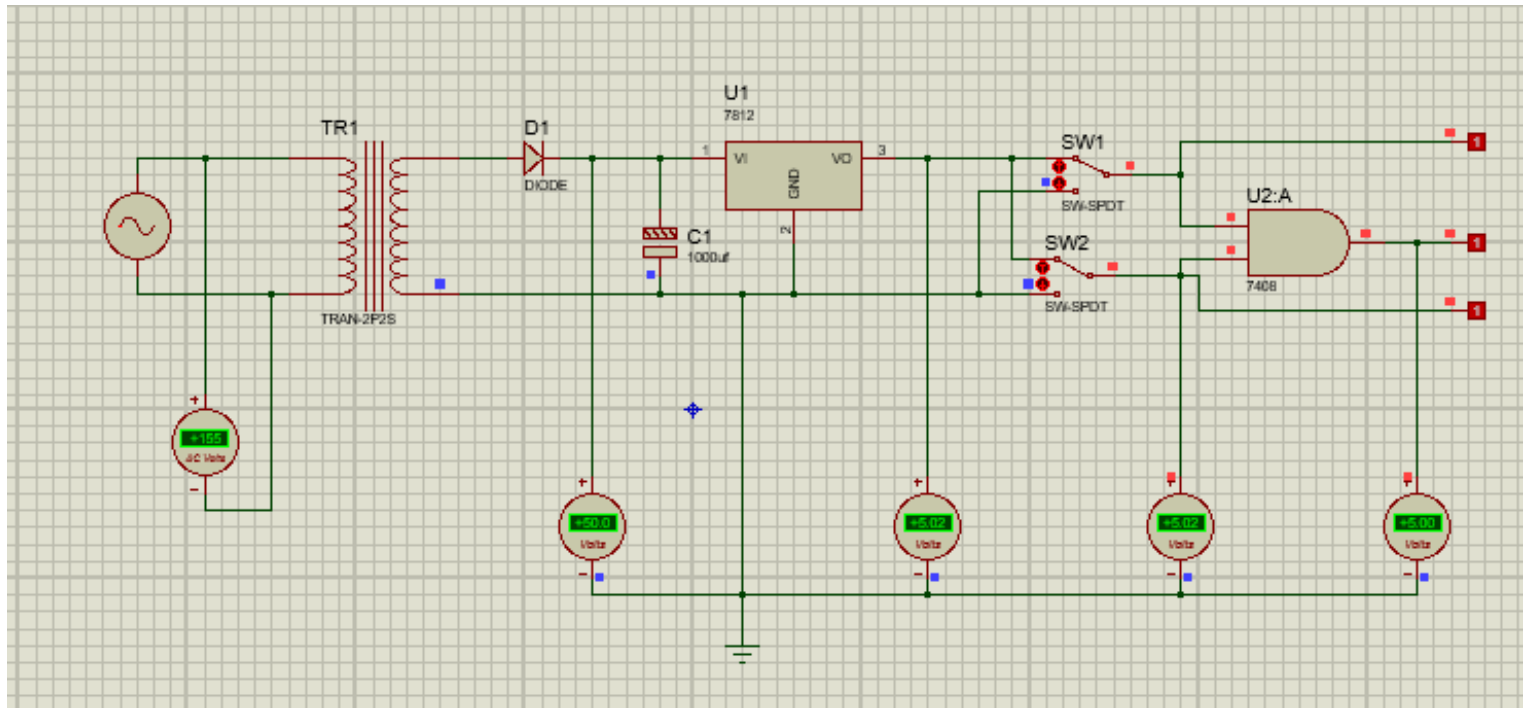 U1
7812
TR1
D1
SW1
1
VI
VO
3
1
DIODE
GND
SW-SPDT
U2:A
2
C1
1000uf
SW2
1
7408
TRAN-2P2S
SW-SPDT
1
+
+155
AC Volts
−
+
+50.0
Volts
−
+
+5.02
Volts
−
+
+5.02
Volts
−
+
+5.00
Volts
−